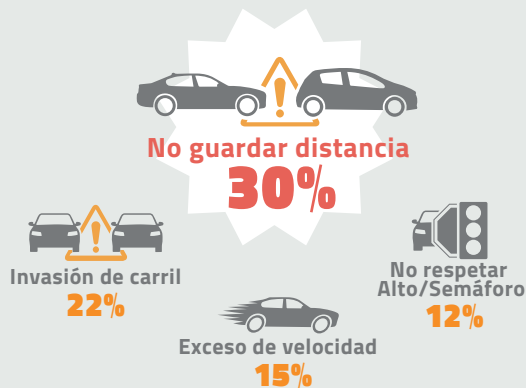 No guardar distancia
30%
Invasión de carril
22%
No respetar
Alto/Semáforo
12%
Exceso de velocidad
15%